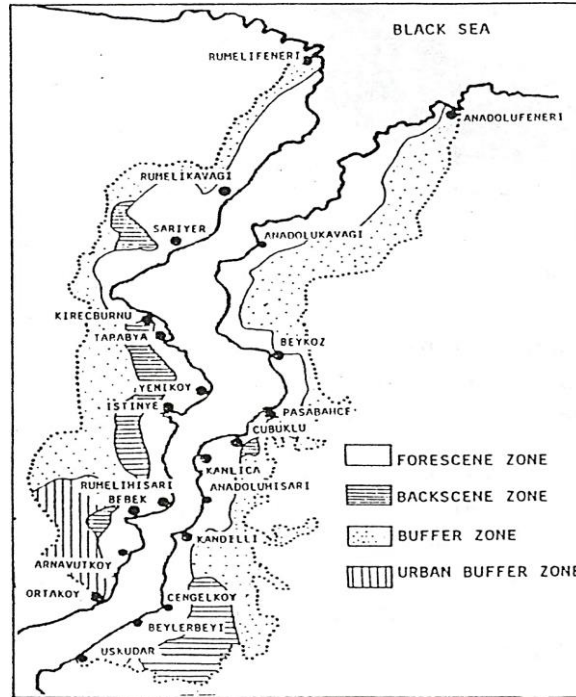 BLACK SEA
RUMELIFENERI
ANADOLUFENERI
RUMELIKAVAGI
SARIYER
ANADOLUKAVAGI
KIRECBURNU
TARABYA
BEYKOZ
YENIKOY
ISTINYE
PASABAHCE
CUBUKLU
KANLICA
FORESCENE ZONE
RUMELIHISARI
ANADOLUHISARI
BACKSCENE ZONE
BEBEK
KANDILLI
BUFFER ZONE
ARNAVUTKOY
URBAN BUFFER ZONE
ORTAKOY
CENGELKOY
BEYLERBEYI
USKUDAR